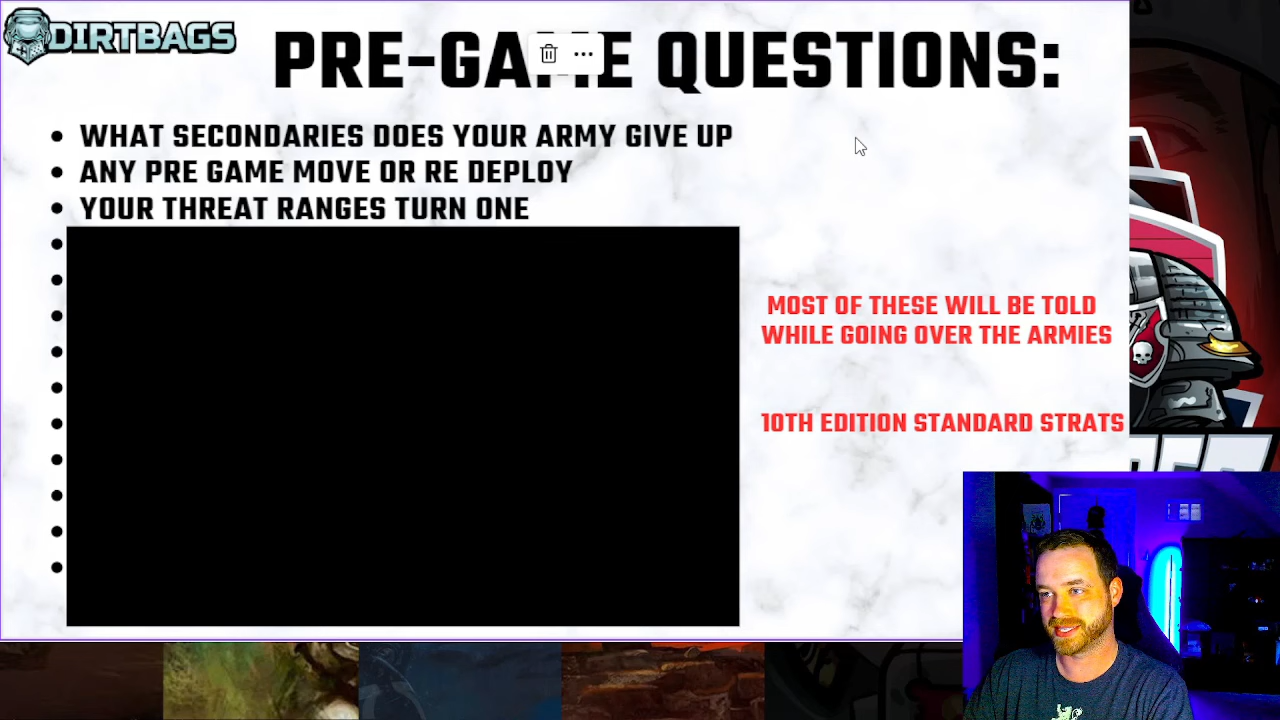 DIRTBAGS
PRE-GAME QUESTIONS:
WHAT SECONDARIES DOES YOUR ARMY GIVE UP
ANY PRE GAME MOVE OR RE DEPLOY
YOUR THREAT RANGES TURN ONE
MOST OF THESE WILL BE TOLD
WHILE GOING OVER THE ARMIES
10TH EDITION STANDARD STRATS